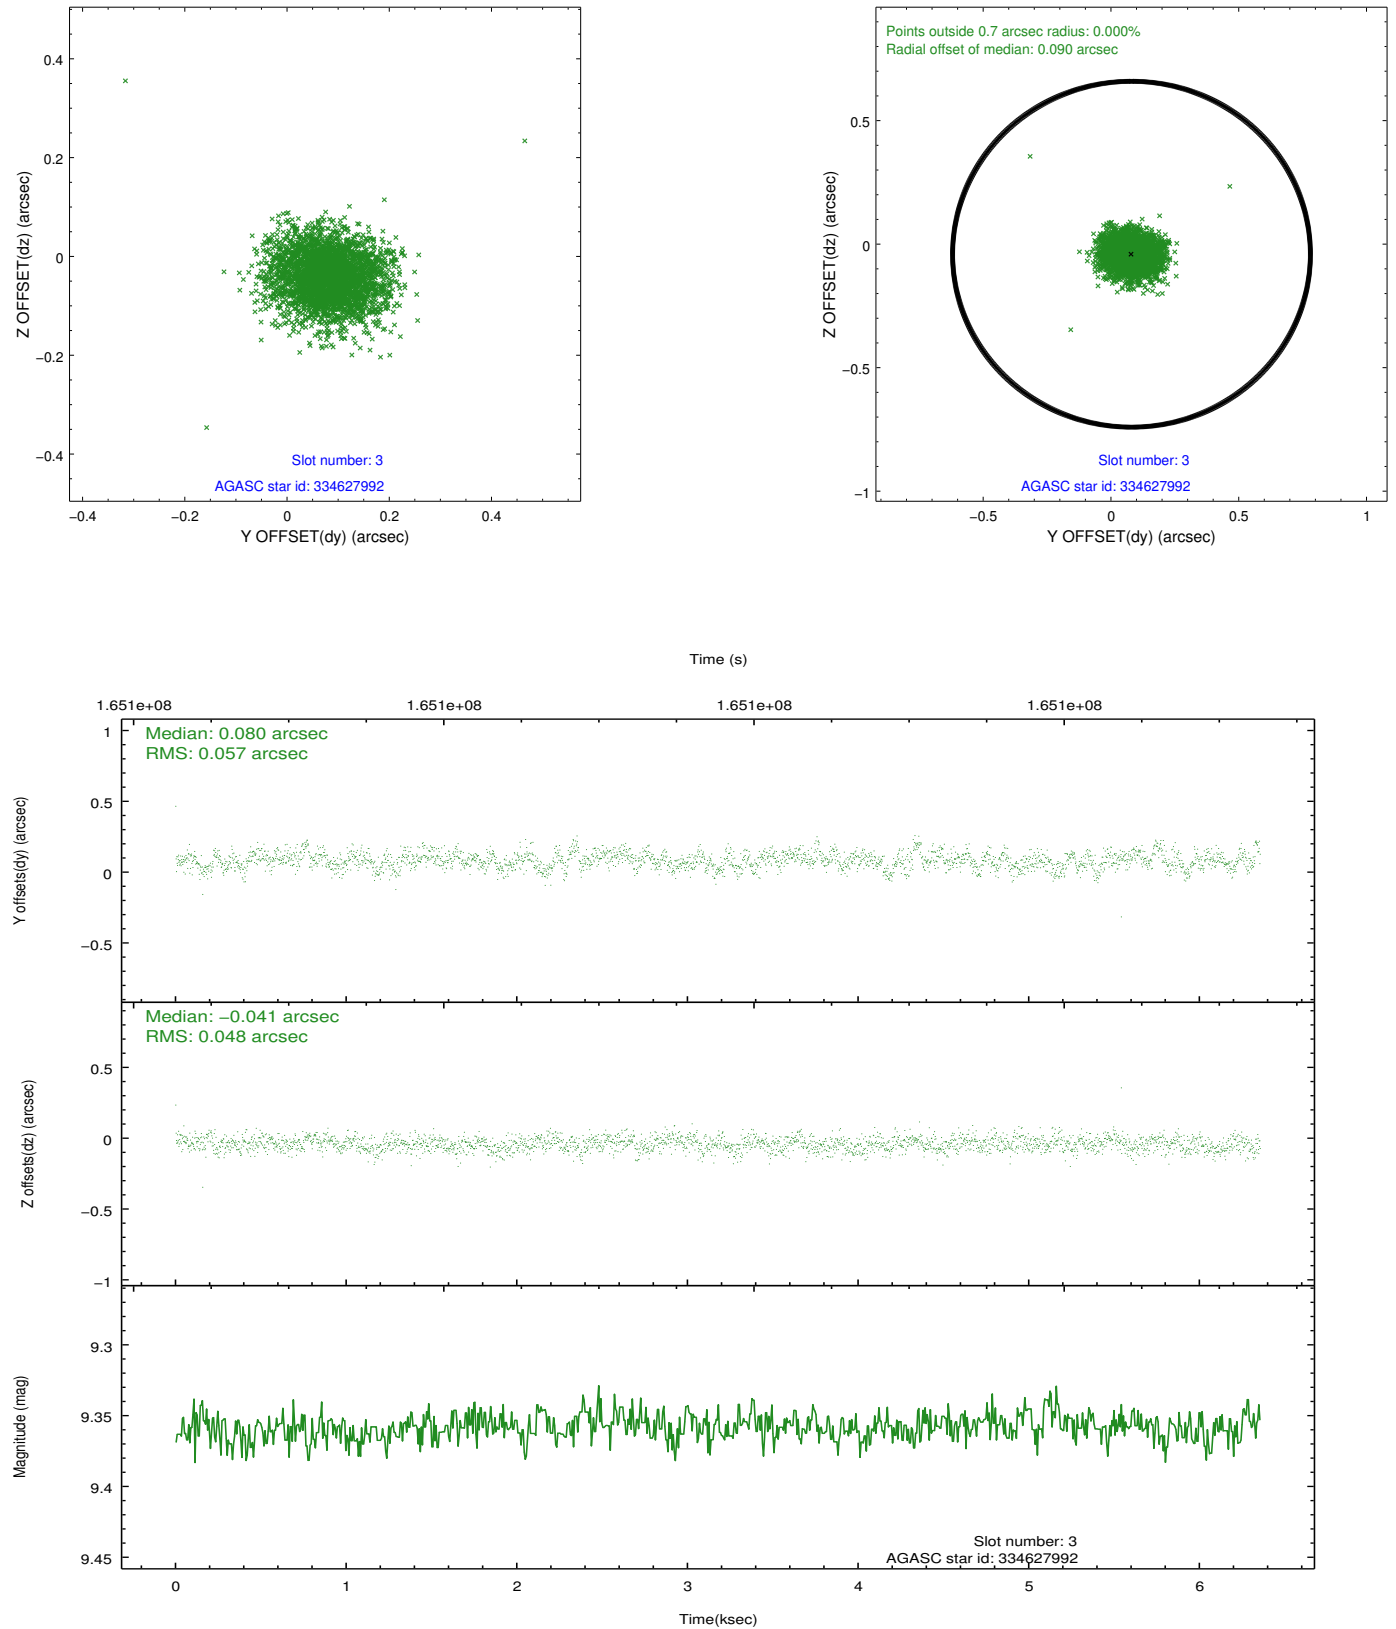 0.4
0.2
0
−0.2
−0.4
Z OFFSET(dz) (arcsec)
Slot number: 3
AGASC star id: 334627992
−0.4 −0.2 0 0.2 0.4
Y OFFSET(dy) (arcsec)
Points outside 0.7 arcsec radius: 0.000%
Radial offset of median: 0.090 arcsec
0.5
0
−0.5
−1
Z OFFSET(dz) (arcsec)
Slot number: 3
AGASC star id: 334627992
−0.5 0 0.5 1
Y OFFSET(dy) (arcsec)
Time (s)
1.651e+08 1.651e+08 1.651e+08 1.651e+08
Median: 0.080 arcsec
RMS: 0.057 arcsec
1
0.5
0
−0.5
Y offsets(dy) (arcsec)
Median: −0.041 arcsec
RMS: 0.048 arcsec
0.5
0
−0.5
−1
Z offsets(dz) (arcsec)
9.3
9.35
9.4
9.45
Magnitude (mag)
Slot number: 3
AGASC star id: 334627992
0 1 2 3 4 5 6
Time(ksec)